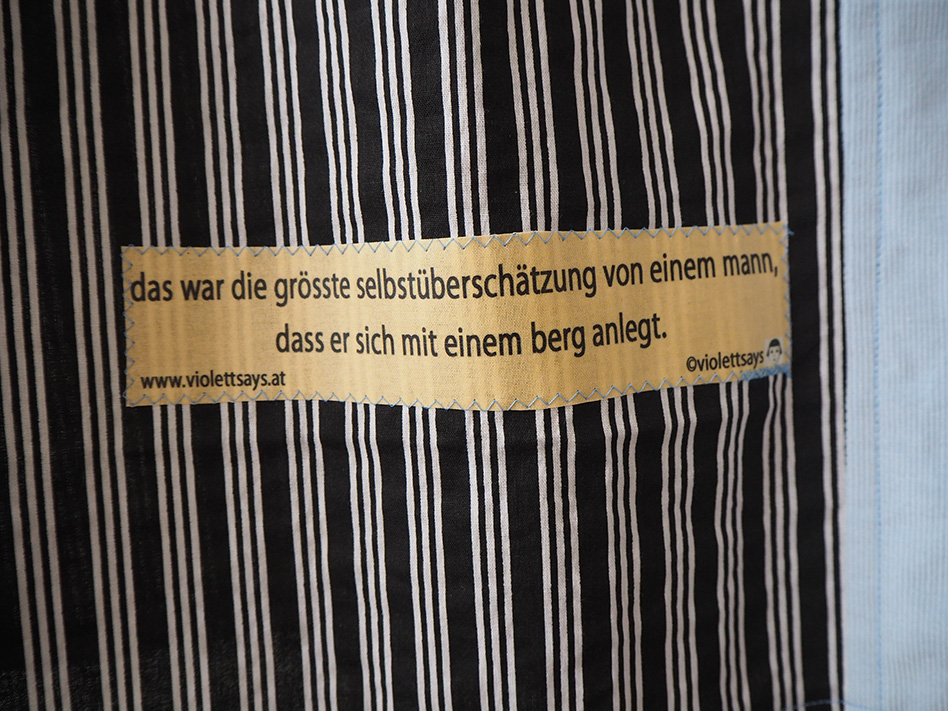 das war die grösste selbstüberschätzung von einem mann,
dass er sich mit einem berg anlegt.
©violettsays
www.violettsays.at